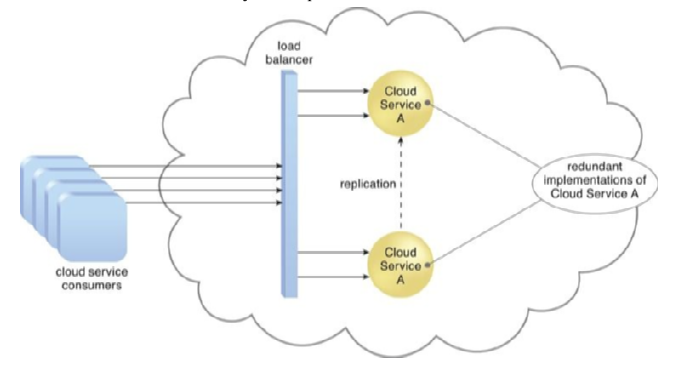 load
balancer
Cloud
Service
A
replication
redundant
implementations of
Cloud Service A
Cloud
Service
A
cloud service
consumers